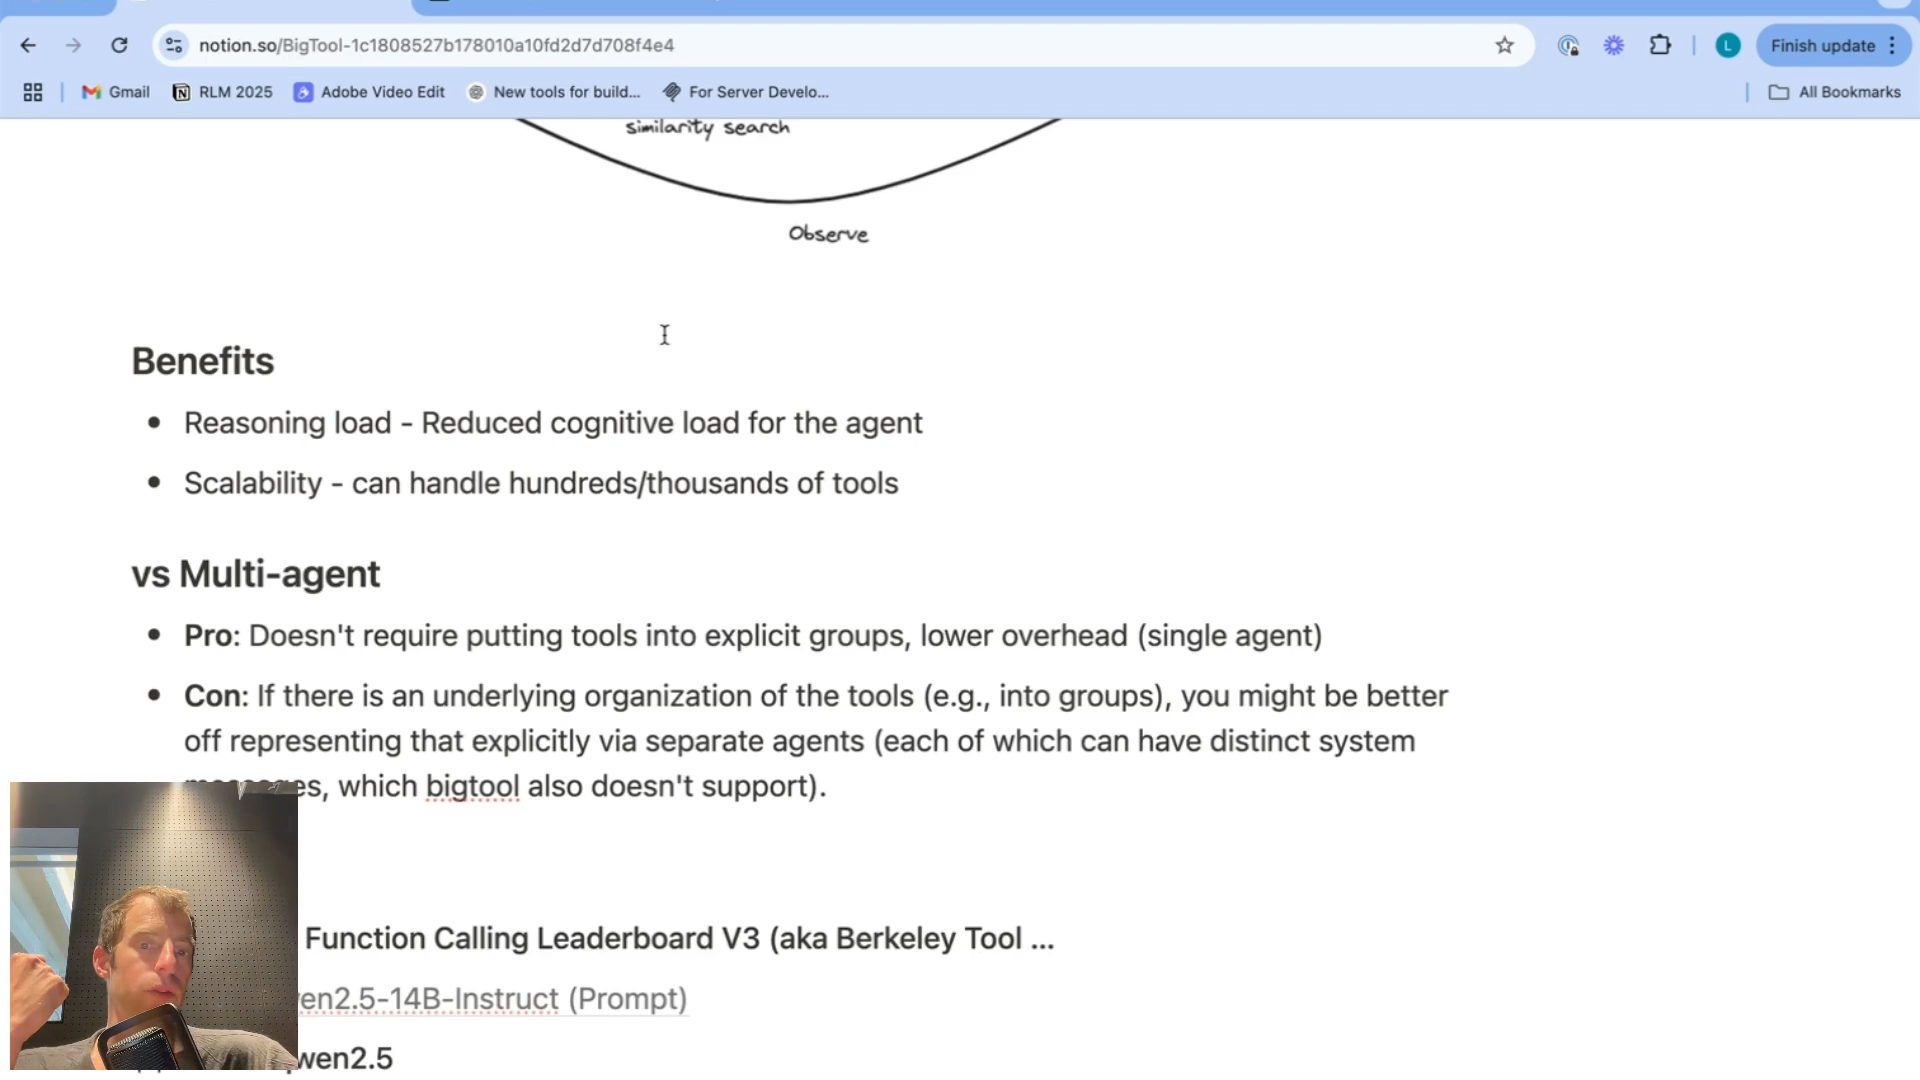 notion.so/BigTool-1c1808527b178010a10fd2d7d708f4e4
L
Finish update
Gmail
RLM 2025
Adobe Video Edit
New tools for build...
For Server Develo...
All Bookmarks
similarity search
Observe
Benefits
Reasoning load - Reduced cognitive load for the agent
Scalability - can handle hundreds/thousands of tools
vs Multi-agent
Pro: Doesn't require putting tools into explicit groups, lower overhead (single agent)
Con: If there is an underlying organization of the tools (e.g., into groups), you might be better
off representing that explicitly via separate agents (each of which can have distinct system
which bigtool also doesn't support).
Function Calling Leaderboard V3 (aka Berkeley Tool ...
en2.5-14B-Instruct (Prompt)
wen2.5